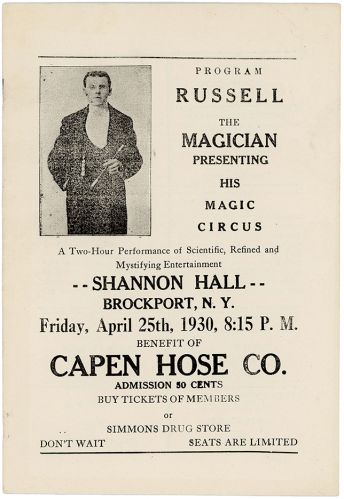 PROGRAM
RUSSELL
THE
MAGICIAN
PRESENTING
HIS
MAGIC
CIRCUS
A Two-Hour Performance of Scientific, Refined and
Mystifying Entertainment
--SHANNON HALL--
BROCKPORT, N. Y.
Friday, April 25th, 1930, 8:15 P. M.
BENEFIT OF
CAPEN HOSE CO.
ADMISSION 50 CENTS
BUY TICKETS OF MEMBERS
or
SIMMONS DRUG STORE
DON'T WAIT SEATS ARE LIMITED